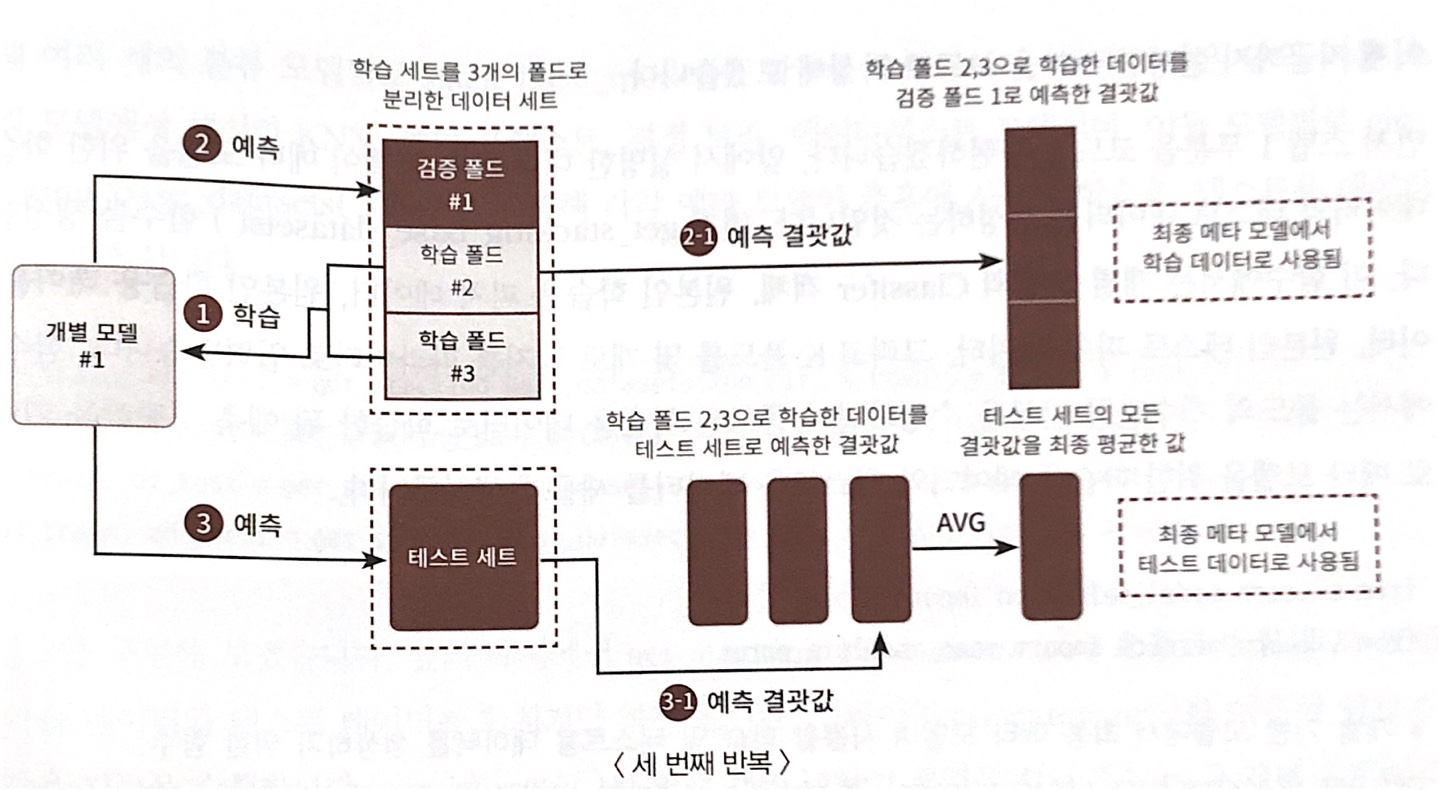 학습 세트를 3개의 폴드로
분리한 데이터 세트
학습 폴드 2,3으로 학습한 데이터를
검증 폴드 1로 예측한 결괏값
2 예측
검증 폴드
#1
학습 폴드
#2
학습 폴드
#3
2-1 예측 결괏값
최종 메타 모델에서
학습 데이터로 사용됨
개별 모델
#1
1 학습
학습 폴드 2,3으로 학습한 데이터를
테스트 세트로 예측한 결괏값
테스트 세트의 모든
결괏값을 최종 평균한 값
3 예측
테스트 세트
AVG
최종 메타 모델에서
테스트 데이터로 사용됨
3-1 예측 결괏값
〈 세 번째 반복 〉